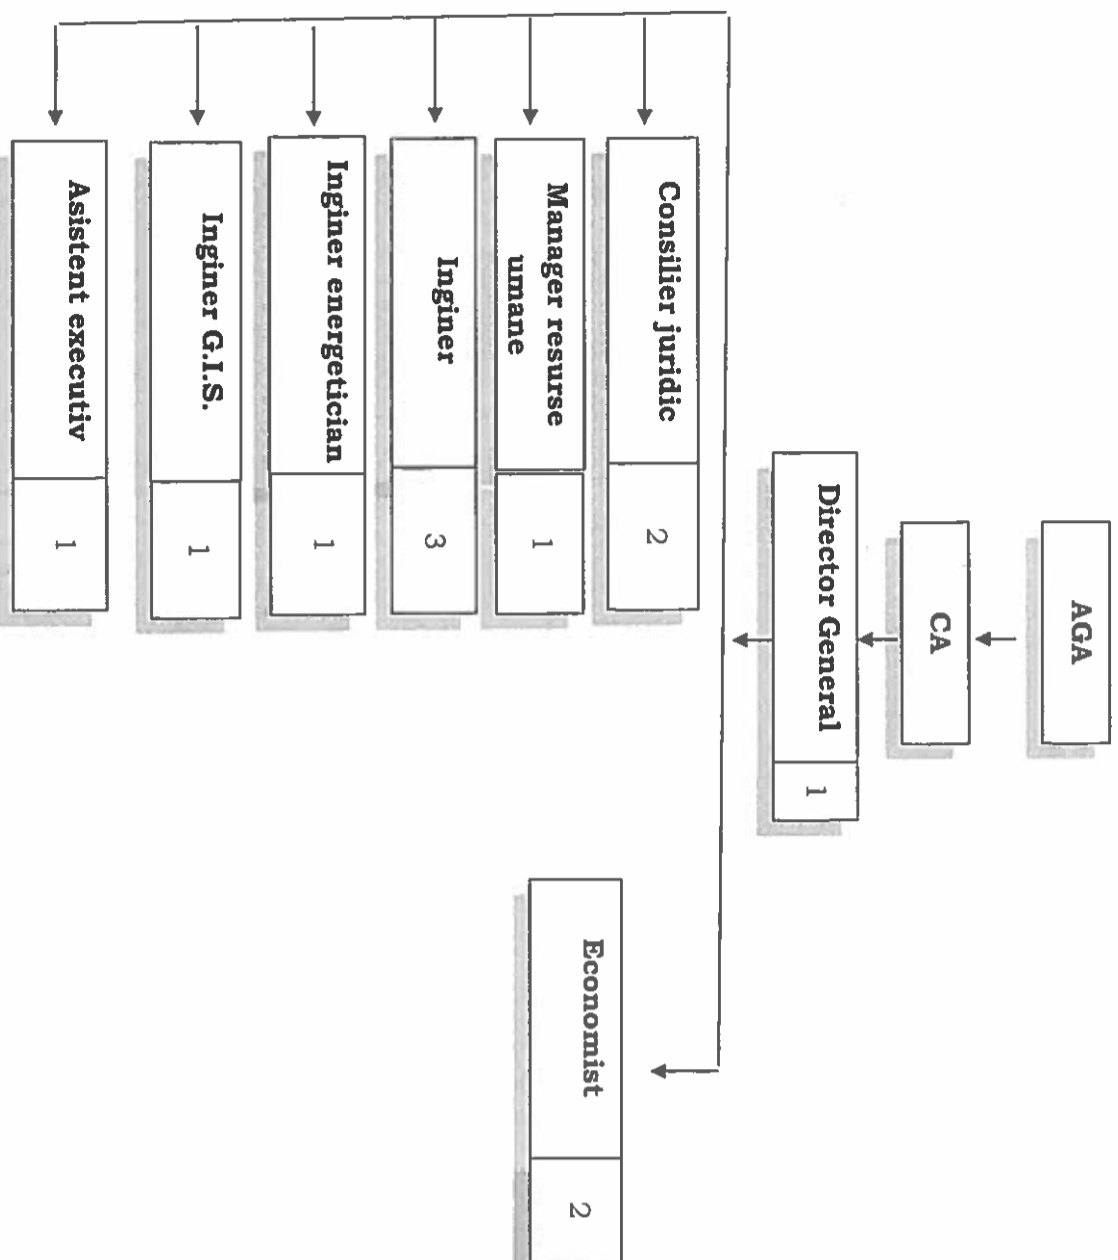 AGA
CA
Director General
1
Consilier juridic
2
Manager resurse
umane
1
Inginer
3
Inginer energetician
1
Inginer G.I.S.
1
Asistent executiv
1
Economist
2